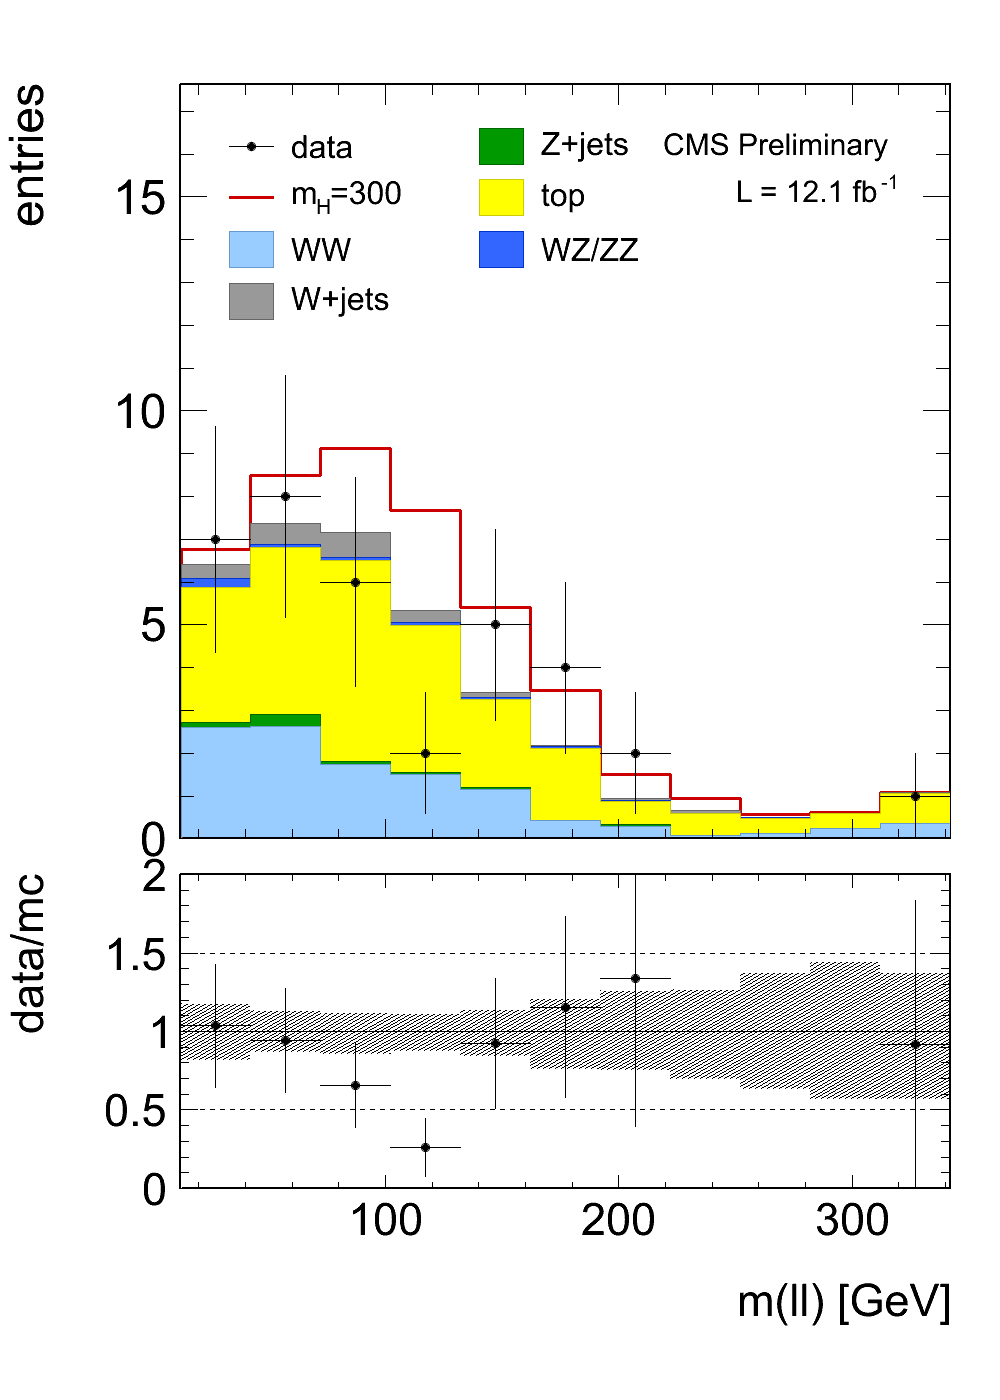 entries
15
10
5
0
data
m_H=300
WW
W+jets
Z+jets
top
WZ/ZZ
CMS Preliminary
L = 12.1 fb⁻¹
data/mc
2
1.5
1
0.5
0
100 200 300
m(ll) [GeV]